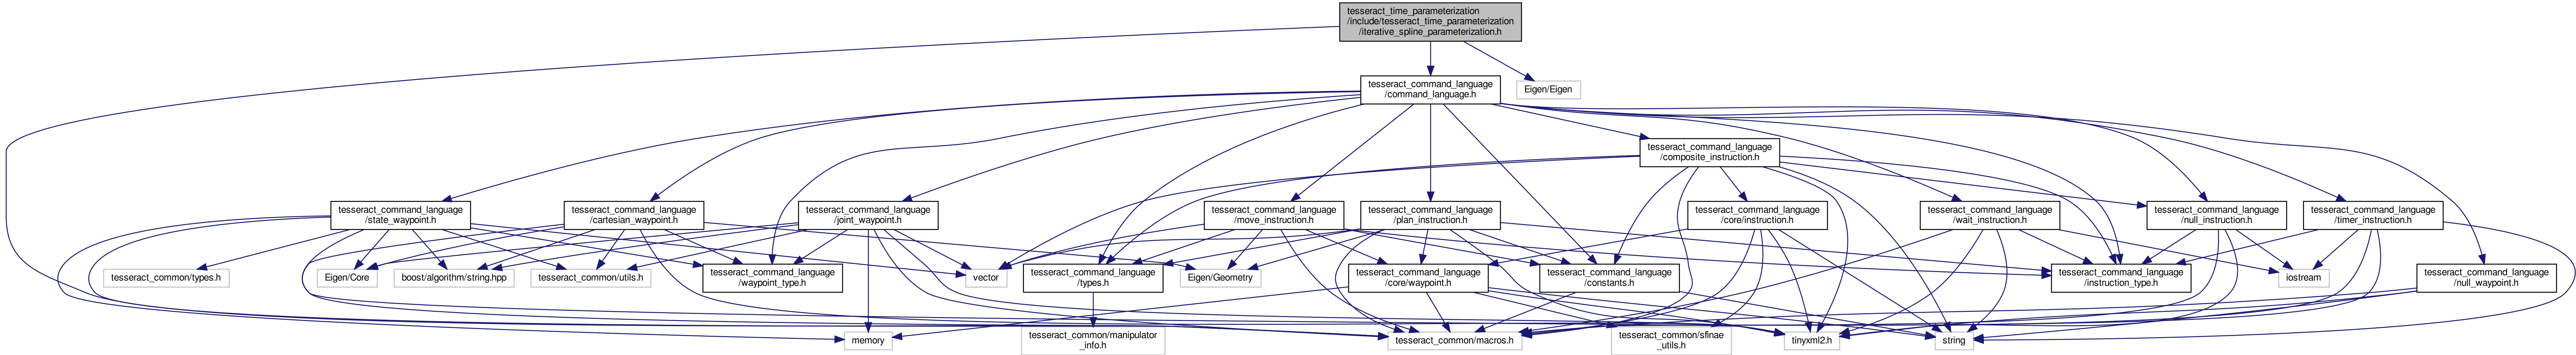 tesseract_time_parameterization
/include/tesseract_time_parameterization
/iterative_spline_parameterization.h
tesseract_command_language
/command_language.h
Eigen/Eigen
tesseract_command_language
/composite_instruction.h
tesseract_command_language
/state_waypoint.h
tesseract_command_language
/cartesian_waypoint.h
tesseract_command_language
/joint_waypoint.h
tesseract_command_language
/move_instruction.h
tesseract_command_language
/plan_instruction.h
tesseract_command_language
/core/instruction.h
tesseract_command_language
/wait_instruction.h
tesseract_command_language
/null_instruction.h
tesseract_command_language
/timer_instruction.h
tesseract_common/types.h
Eigen/Core
boost/algorithm/string.hpp
tesseract_common/utils.h
tesseract_command_language
/waypoint_type.h
vector
tesseract_command_language
/types.h
Eigen/Geometry
tesseract_command_language
/core/waypoint.h
tesseract_command_language
/constants.h
tesseract_command_language
/instruction_type.h
iostream
tesseract_command_language
/null_waypoint.h
memory
tesseract_common/manipulator
_info.h
tesseract_common/macros.h
tesseract_common/sfinae
_utils.h
tinyxml2.h
string